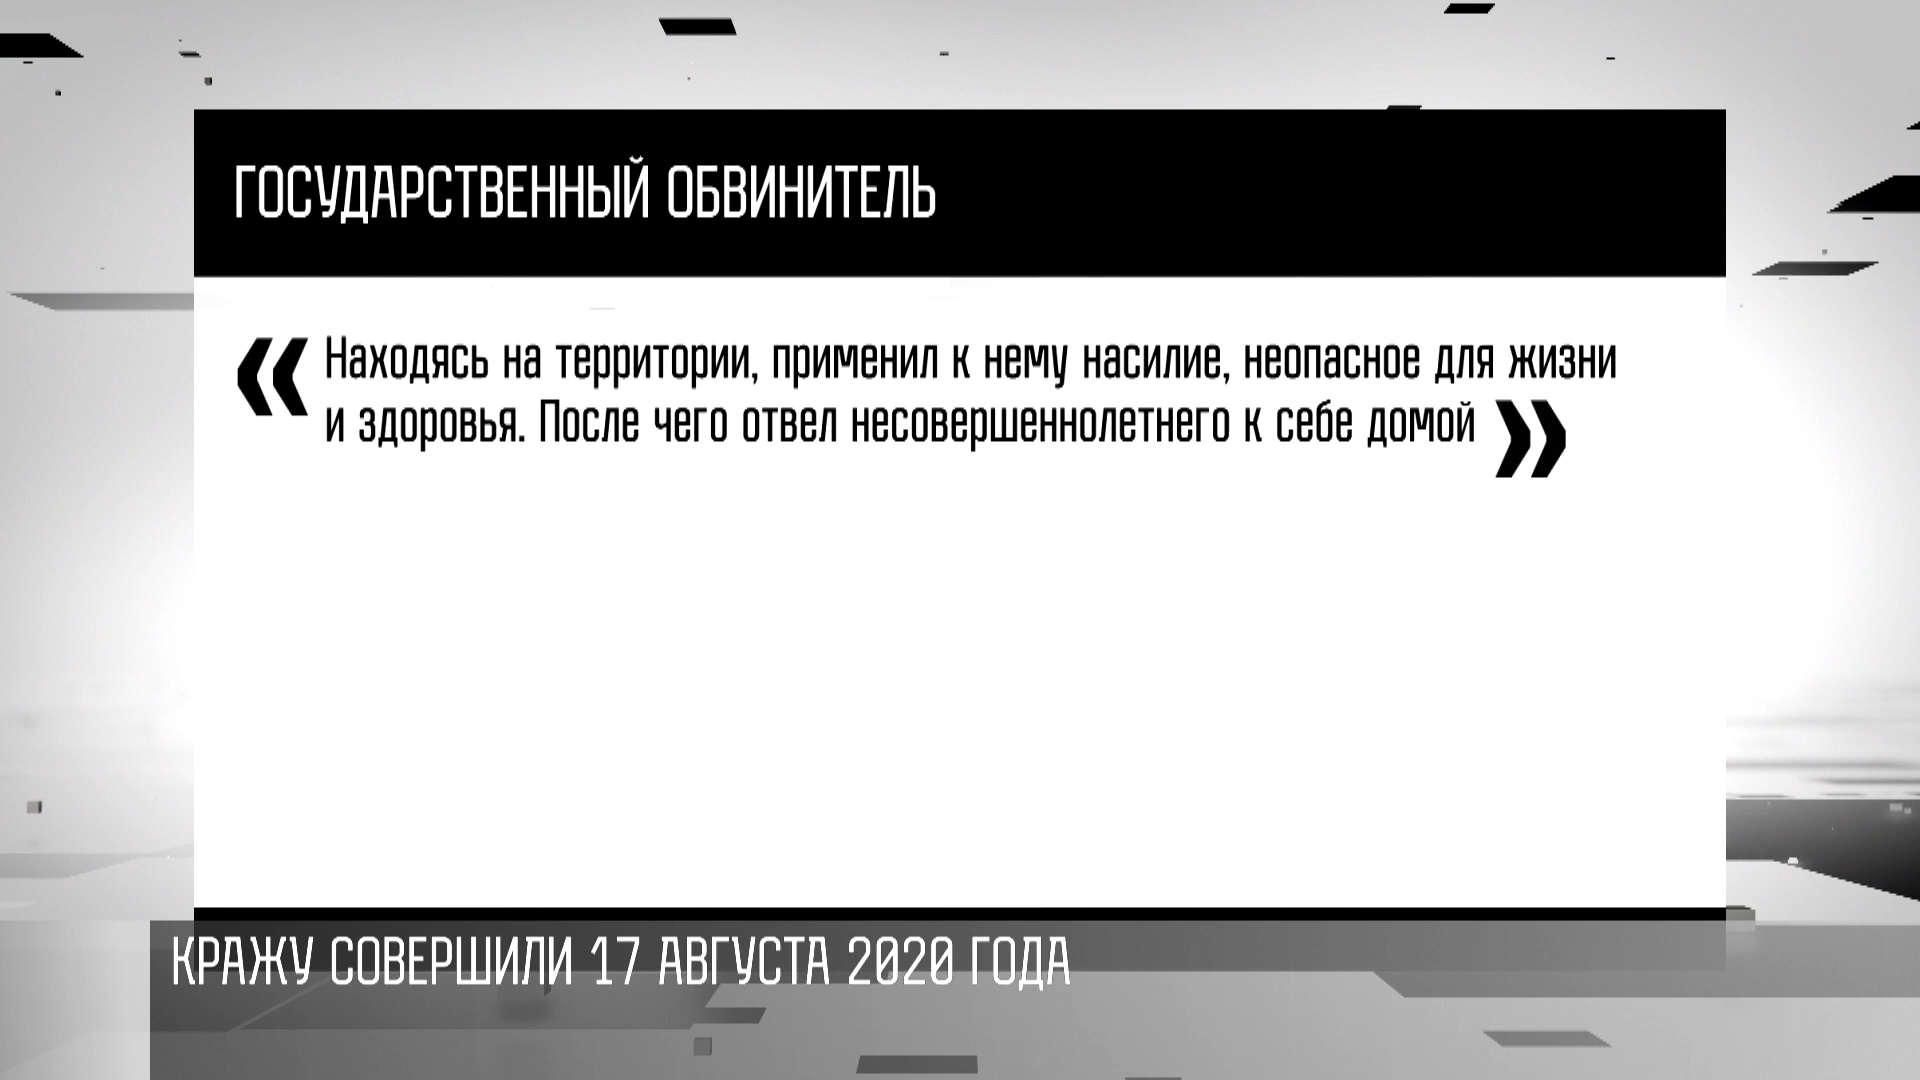 ГОСУДАРСТВЕННЫЙ ОБВИНИТЕЛЬ
«Находясь на территории, применил к нему насилие, неопасное для жизни
и здоровья. После чего отвел несовершеннолетнего к себе домой»
КРАЖУ СОВЕРШИЛИ 17 АВГУСТА 2020 ГОДА